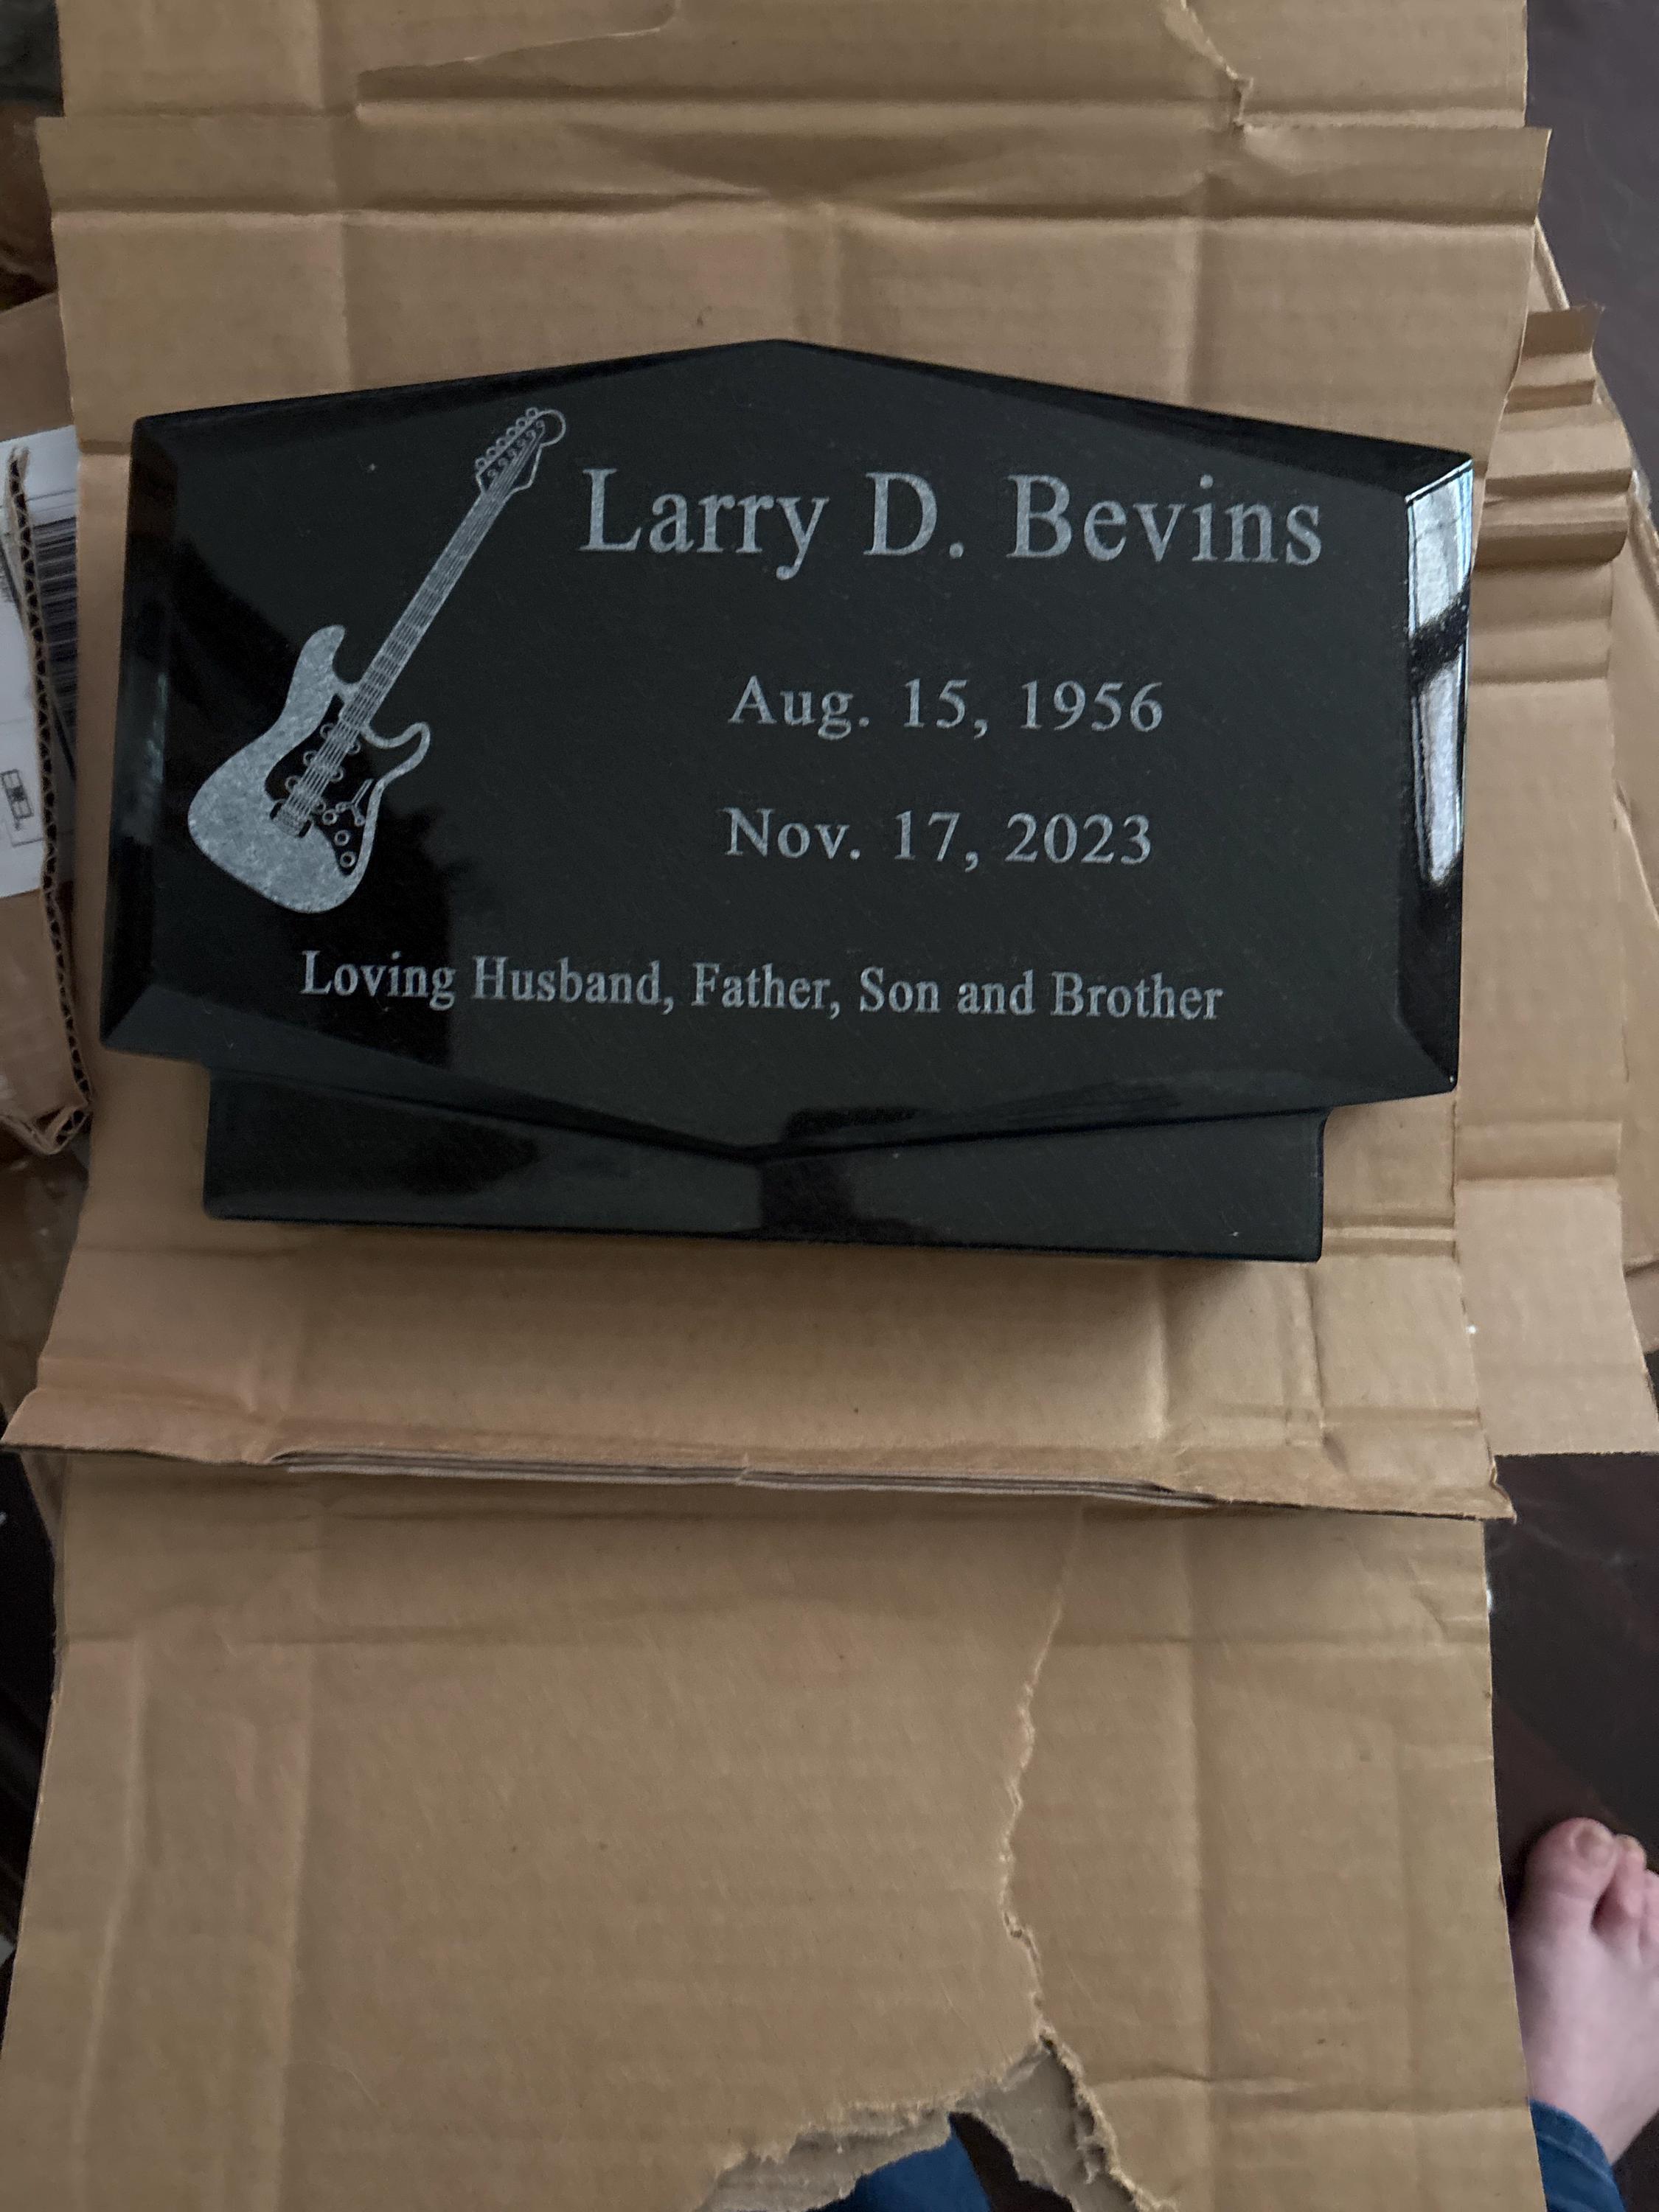 Larry D. Bevins
Aug. 15, 1956
Nov. 17, 2023
Loving Husband, Father, Son and Brother